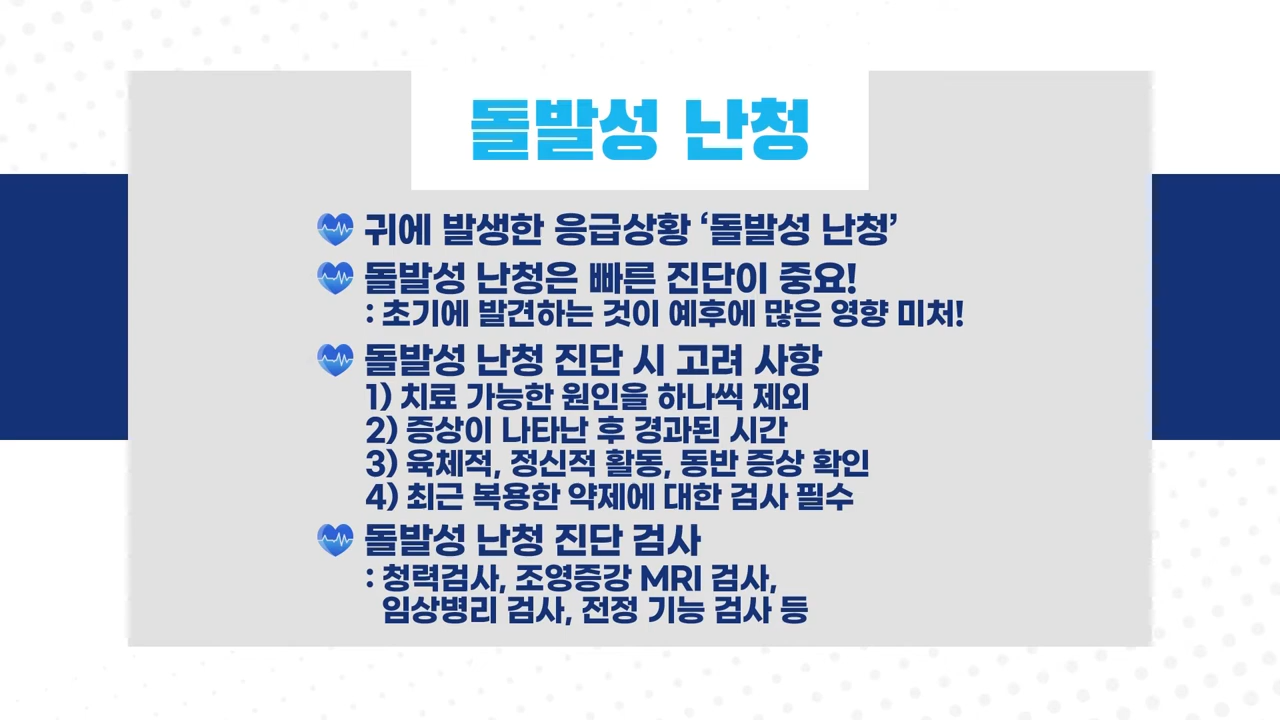 돌발성 난청
귀에 발생한 응급상황 ‘돌발성 난청’
돌발성 난청은 빠른 진단이 중요!
: 초기에 발견하는 것이 예후에 많은 영향 미쳐!
돌발성 난청 진단 시 고려 사항
1) 치료 가능한 원인을 하나씩 제외
2) 증상이 나타난 후 경과된 시간
3) 육체적, 정신적 활동, 동반 증상 확인
4) 최근 복용한 약제에 대한 검사 필수
돌발성 난청 진단 검사
: 청력검사, 조영증강 MRI 검사,
임상병리 검사, 전정 기능 검사 등